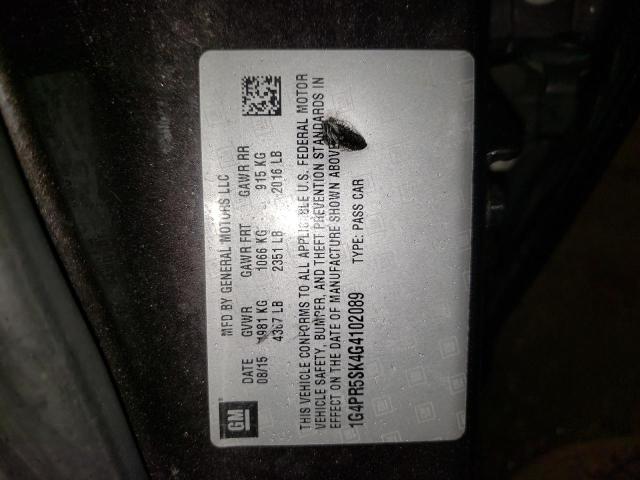 GM
MFD BY GENERAL MOTORS LLC
DATE GVWR GAWR FRT GAWR RR
08/15 1981 KG 1066 KG 915 KG
4367 LB 2351 LB 2016 LB
THIS VEHICLE CONFORMS TO ALL APPLICABLE U.S. FEDERAL MOTOR
VEHICLE SAFETY, BUMPER, AND THEFT PREVENTION STANDARDS IN
EFFECT ON THE DATE OF MANUFACTURE SHOWN ABOVE.
1G4PR5SK4G4102089 TYPE: PASS CAR